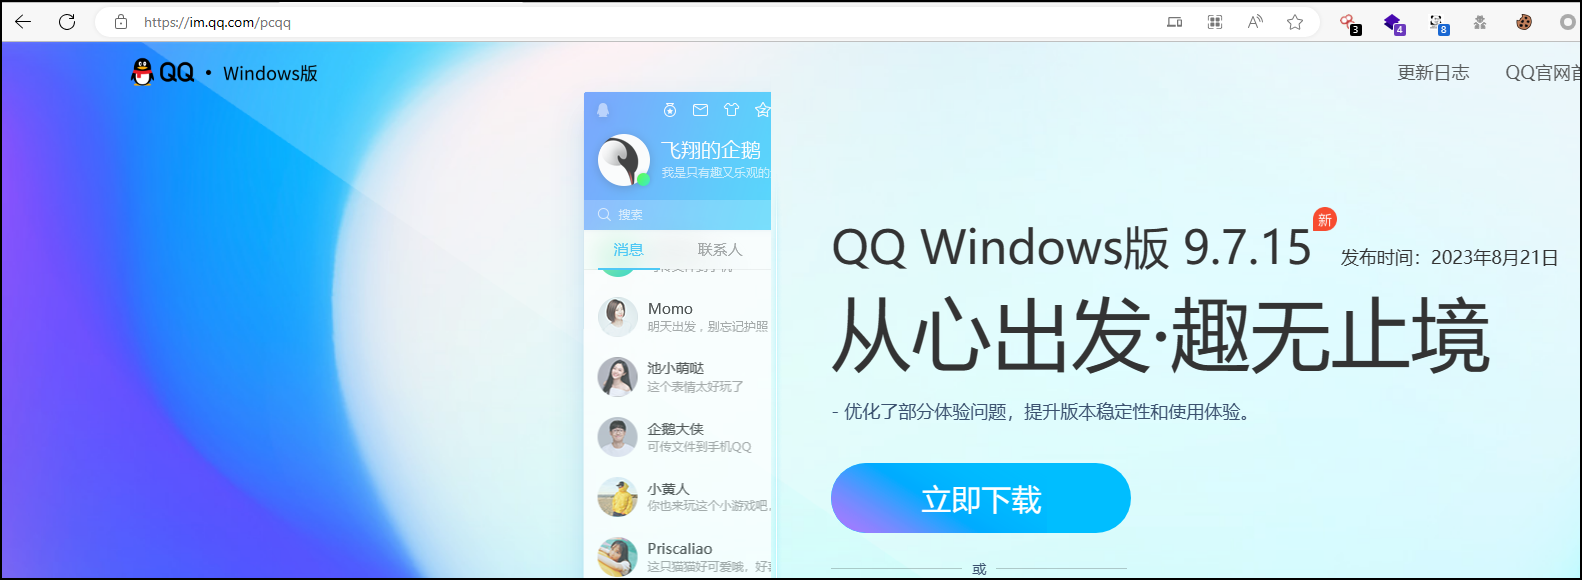 https://im.qq.com/pcqq
3
4
8
QQ • Windows版
更新日志
QQ官网首
飞翔的企鹅
我是只有趣又乐观的
搜索
消息
联系人
Momo
明天出发，别忘记护照
池小萌哒
这个表情太好玩了
企鹅大侠
可传文件到手机QQ
小黄人
你也来玩这个小游戏吧，
Priscaliao
这只猫猫好可爱哦，好
QQ Windows版 9.7.15
新
发布时间：2023年8月21日
从心出发·趣无止境
- 优化了部分体验问题，提升版本稳定性和使用体验。
立即下载
或